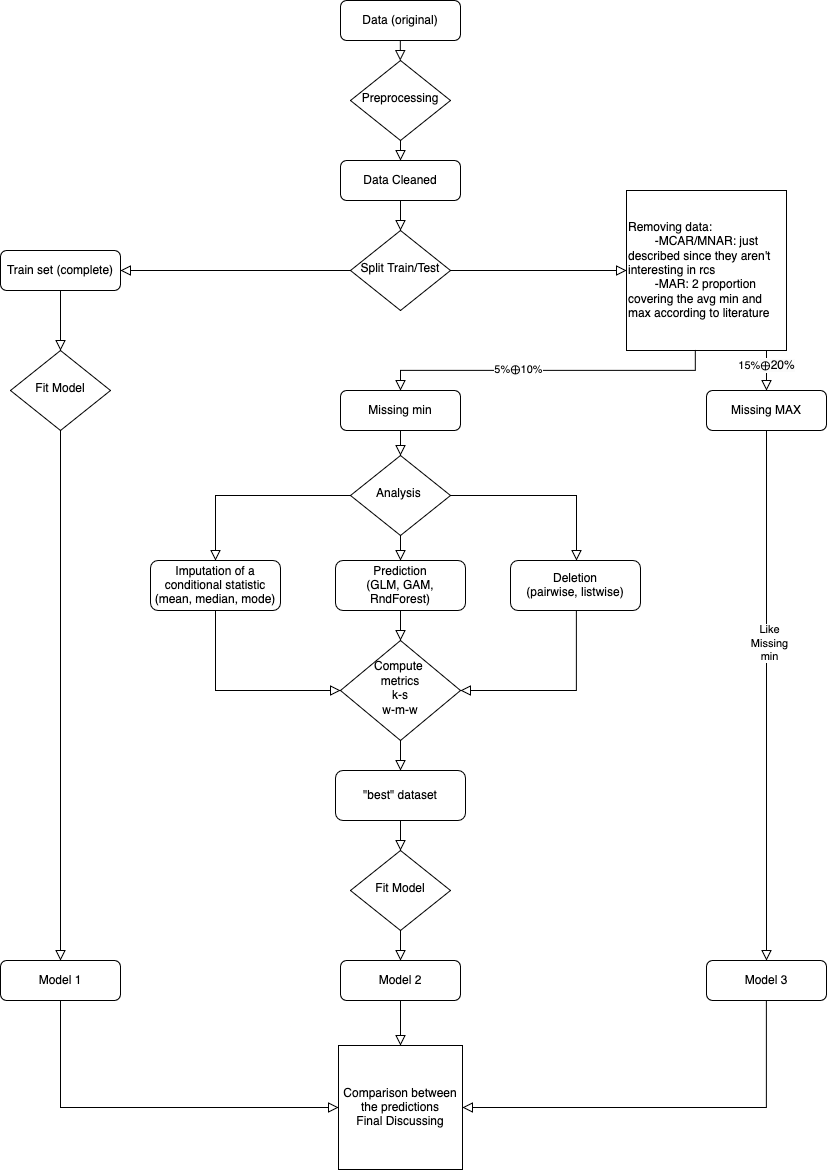 Data (original)
Preprocessing
Data Cleaned
Split Train/Test
Train set (complete)
Removing data:
-MCAR/MNAR: just
described since they aren't
interesting in rcs
-MAR: 2 proportion
covering the avg min and
max according to literature
Fit Model
5%⊕10%
15%⊕20%
Missing min
Missing MAX
Analysis
Imputation of a
conditional statistic
(mean, median, mode)
Prediction
(GLM, GAM,
RndForest)
Deletion
(pairwise, listwise)
Like
Missing
min
Compute
metrics
k-s
w-m-w
"best" dataset
Fit Model
Model 1
Model 2
Model 3
Comparison between
the predictions
Final Discussing